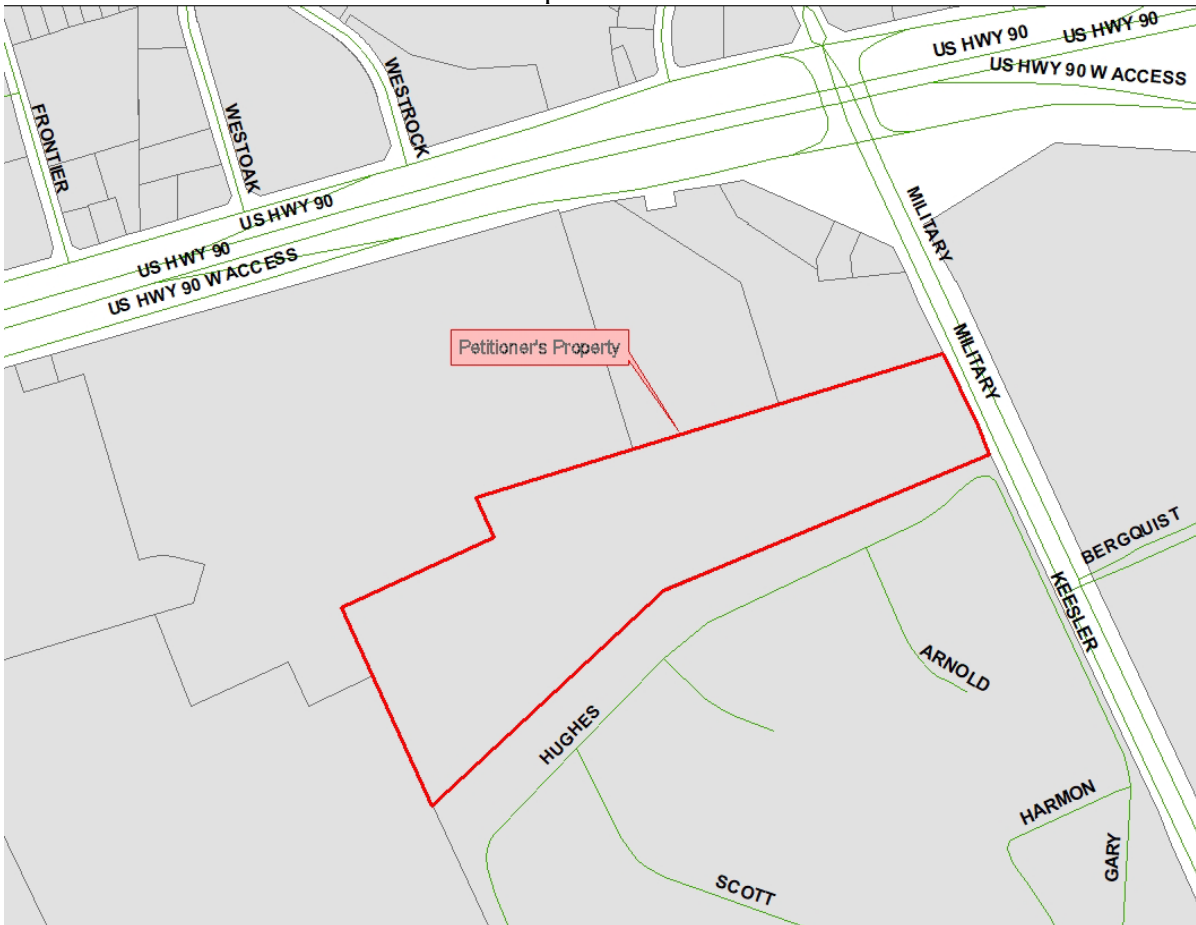 US HWY 90
US HWY 90
US HWY 90 W ACCESS
WESTROCK
FRONTIER
WESTOAK
US HWY 90
US HWY 90
US HWY 90 W ACCESS
MILITARY
MILITARY
Petitioner's Property
BERGQUIST
KEESLER
ARNOLD
HUGHES
HARMON
GARY
SCOTT